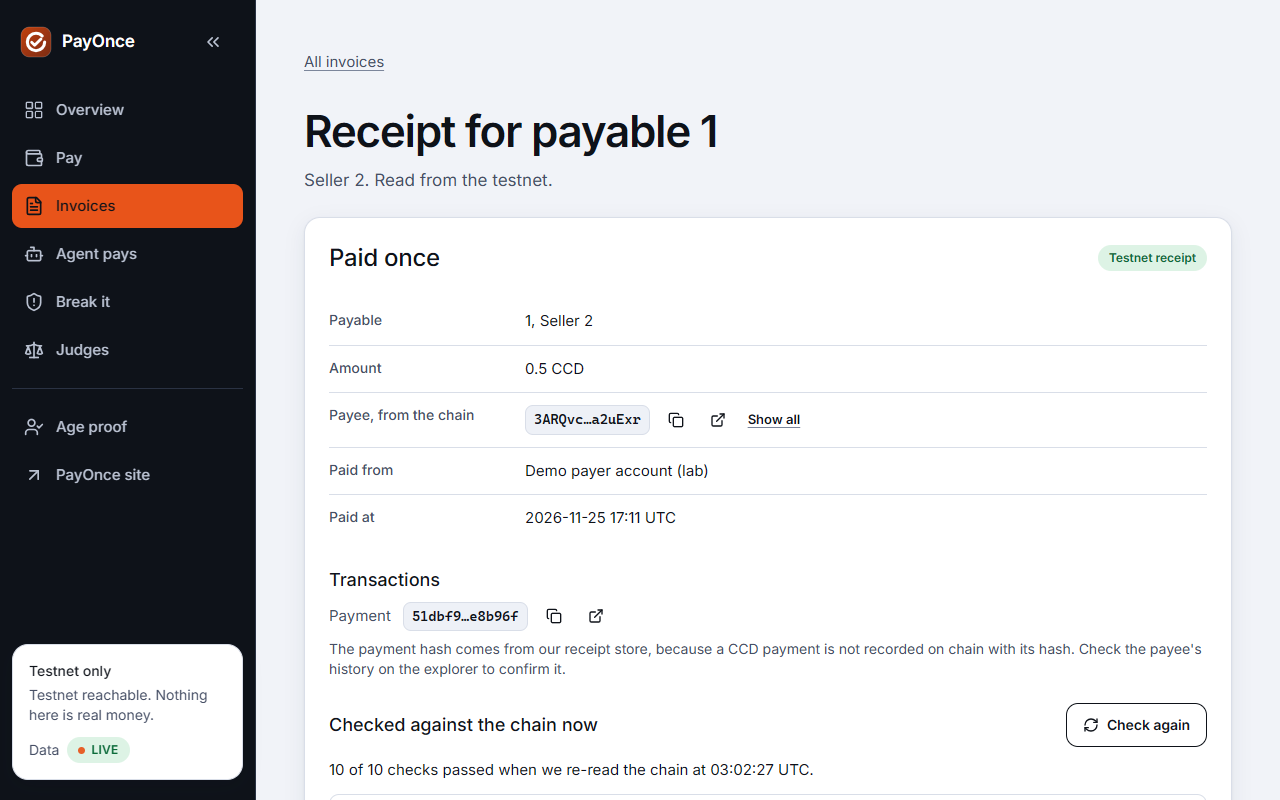 PayOnce
Overview
Pay
Invoices
Agent pays
Break it
Judges
Age proof
PayOnce site
Testnet only
Testnet reachable. Nothing
here is real money.
Data LIVE
All invoices
Receipt for payable 1
Seller 2. Read from the testnet.
Paid once
Testnet receipt
Payable 1, Seller 2
Amount 0.5 CCD
Payee, from the chain 3ARQvc…a2uExr Show all
Paid from Demo payer account (lab)
Paid at 2026-11-25 17:11 UTC
Transactions
Payment 51dbf9…e8b96f
The payment hash comes from our receipt store, because a CCD payment is not recorded on chain with its hash. Check the payee's
history on the explorer to confirm it.
Checked against the chain now
Check again
10 of 10 checks passed when we re-read the chain at 03:02:27 UTC.